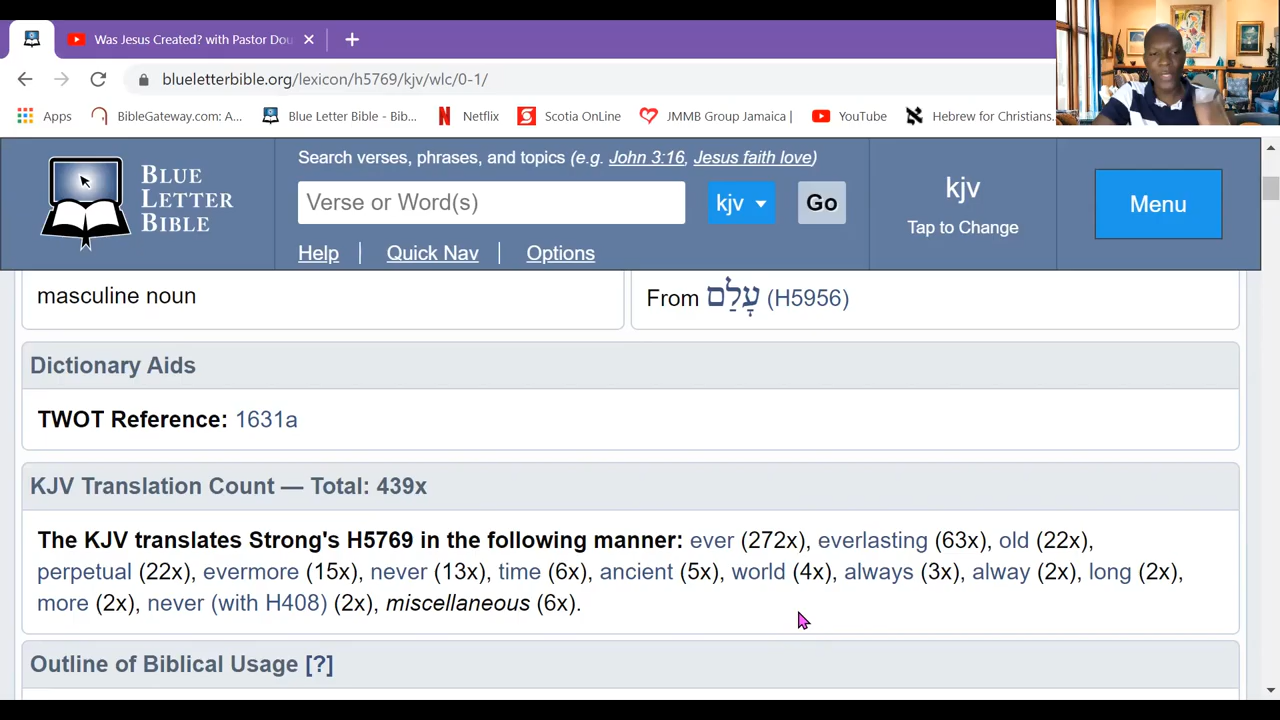 Was Jesus Created? with Pastor Dou
blueletterbible.org/lexicon/h5769/kjv/wlc/0-1/
Apps BibleGateway.com: A... Blue Letter Bible - Bib... Netflix Scotia OnLine JMMB Group Jamaica | YouTube Hebrew for Christians.
BLUE
LETTER
BIBLE
Search verses, phrases, and topics (e.g. John 3:16, Jesus faith love)
Verse or Word(s) kjv Go
Help Quick Nav Options
kjv
Tap to Change
Menu
masculine noun
From עָלַם (H5956)
Dictionary Aids
TWOT Reference: 1631a
KJV Translation Count — Total: 439x
The KJV translates Strong's H5769 in the following manner: ever (272x), everlasting (63x), old (22x),
perpetual (22x), evermore (15x), never (13x), time (6x), ancient (5x), world (4x), always (3x), alway (2x), long (2x),
more (2x), never (with H408) (2x), miscellaneous (6x).
Outline of Biblical Usage [?]